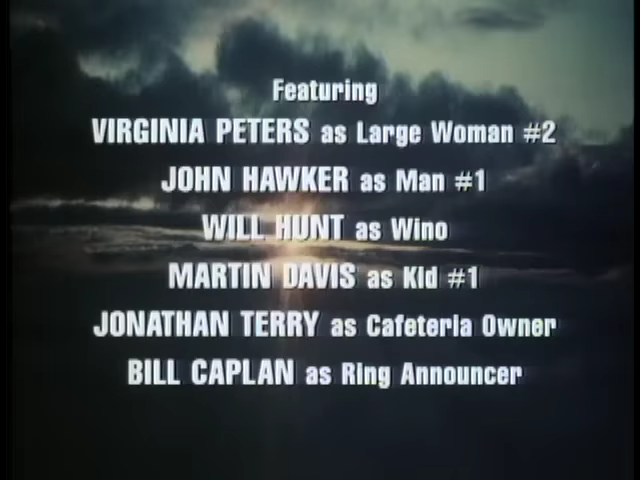 Featuring
VIRGINIA PETERS as Large Woman #2
JOHN HAWKER as Man #1
WILL HUNT as Wino
MARTIN DAVIS as Kid #1
JONATHAN TERRY as Cafeteria Owner
BILL CAPLAN as Ring Announcer